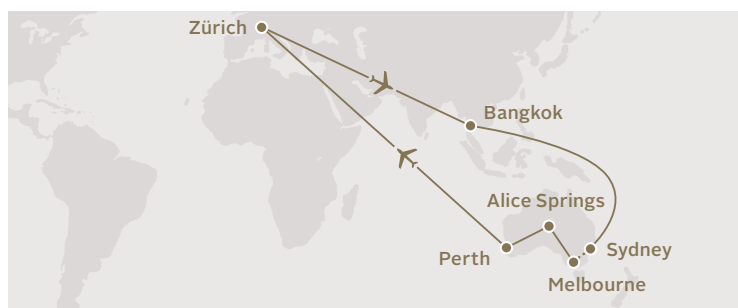 Zürich
Bangkok
Alice Springs
Perth
Sydney
Melbourne